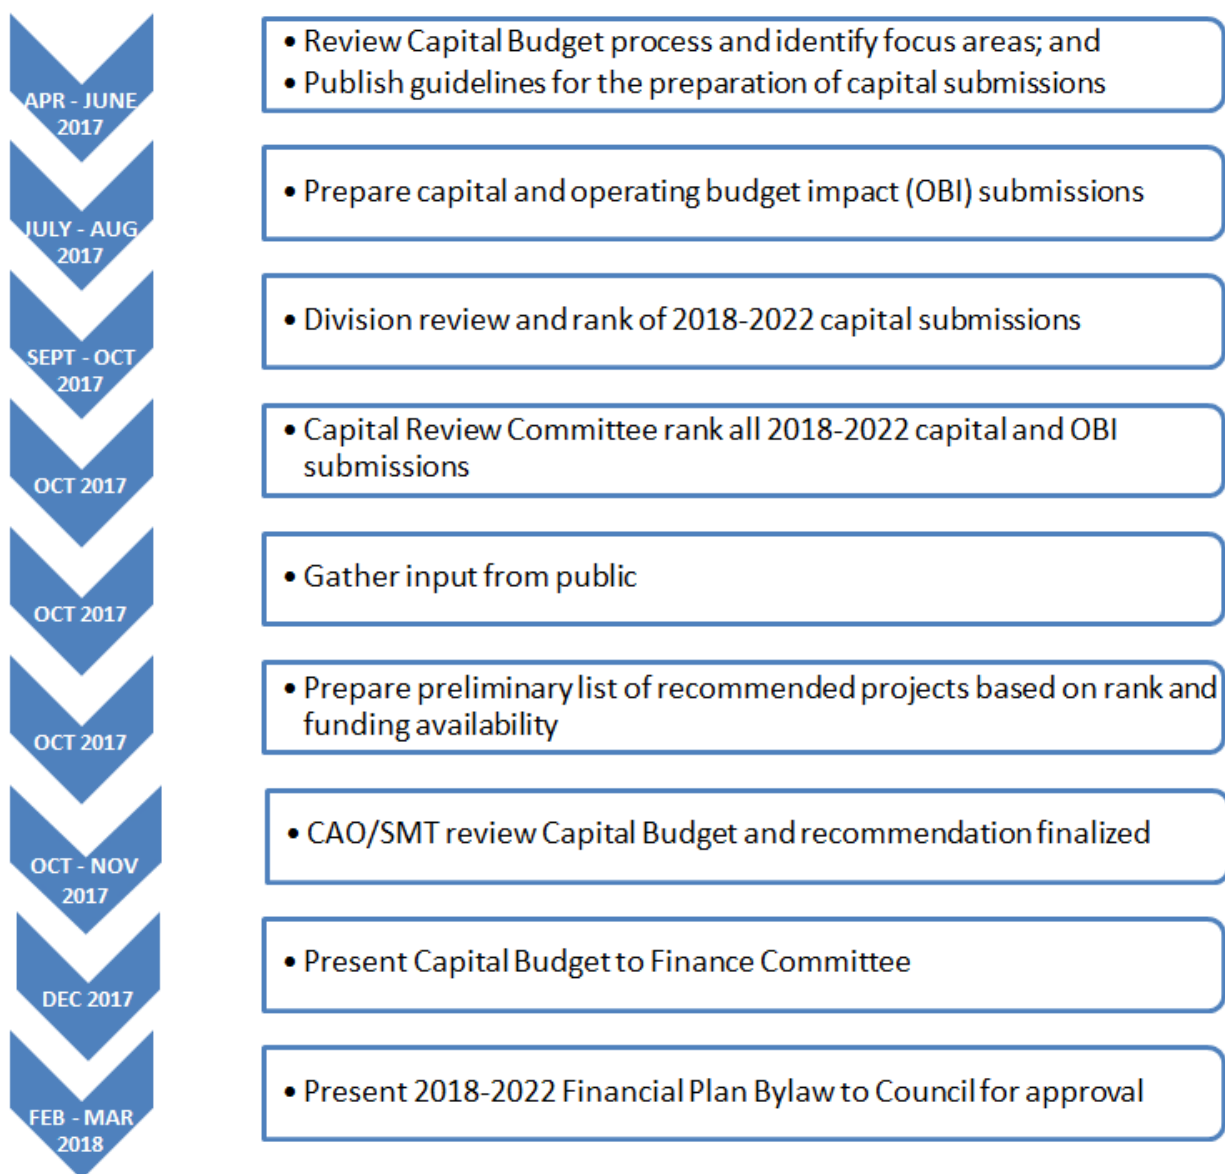 APR - JUNE
2017
• Review Capital Budget process and identify focus areas; and
• Publish guidelines for the preparation of capital submissions
JULY - AUG
2017
• Prepare capital and operating budget impact (OBI) submissions
SEPT - OCT
2017
• Division review and rank of 2018-2022 capital submissions
OCT 2017
• Capital Review Committee rank all 2018-2022 capital and OBI
submissions
OCT 2017
• Gather input from public
OCT 2017
• Prepare preliminary list of recommended projects based on rank and
funding availability
OCT - NOV
2017
• CAO/SMT review Capital Budget and recommendation finalized
DEC 2017
• Present Capital Budget to Finance Committee
FEB - MAR
2018
• Present 2018-2022 Financial Plan Bylaw to Council for approval